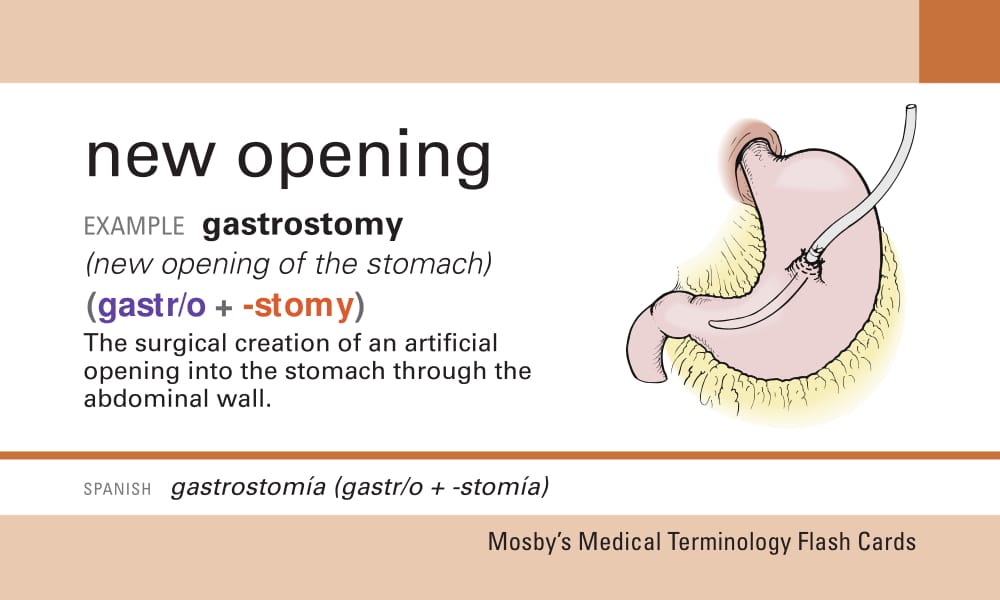 new opening
EXAMPLE gastrostomy
(new opening of the stomach)
(gastr/o + -stomy)
The surgical creation of an artificial
opening into the stomach through the
abdominal wall.
SPANISH gastrostomía (gastr/o + -stomía)
Mosby's Medical Terminology Flash Cards